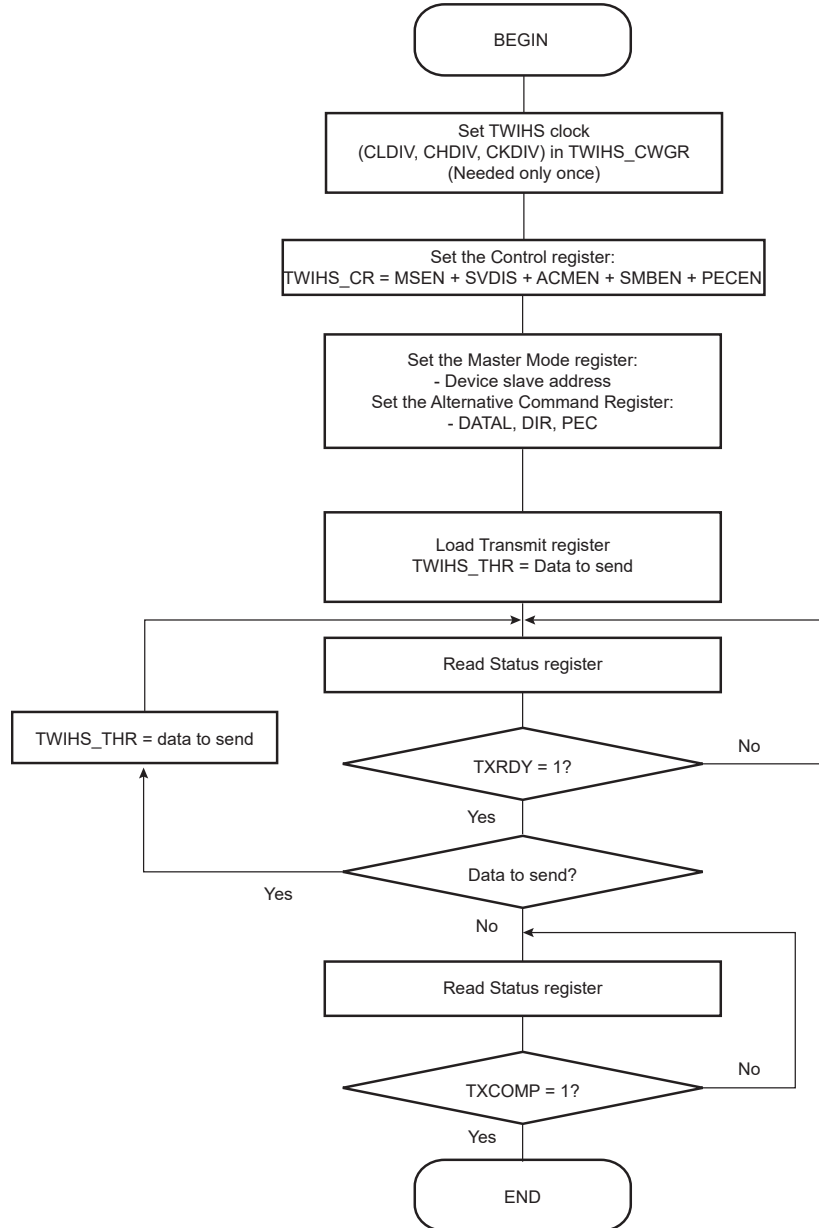 BEGIN
Set TWIHS clock
(CLDIV, CHDIV, CKDIV) in TWIHS_CWGR
(Needed only once)
Set the Control register:
TWIHS_CR = MSEN + SVDIS + ACMEN + SMBEN + PECEN
Set the Master Mode register:
- Device slave address
Set the Alternative Command Register:
- DATAL, DIR, PEC
Load Transmit register
TWIHS_THR = Data to send
Read Status register
TWIHS_THR = data to send
TXRDY = 1?
No
Yes
Data to send?
Yes
No
Read Status register
TXCOMP = 1?
No
Yes
END